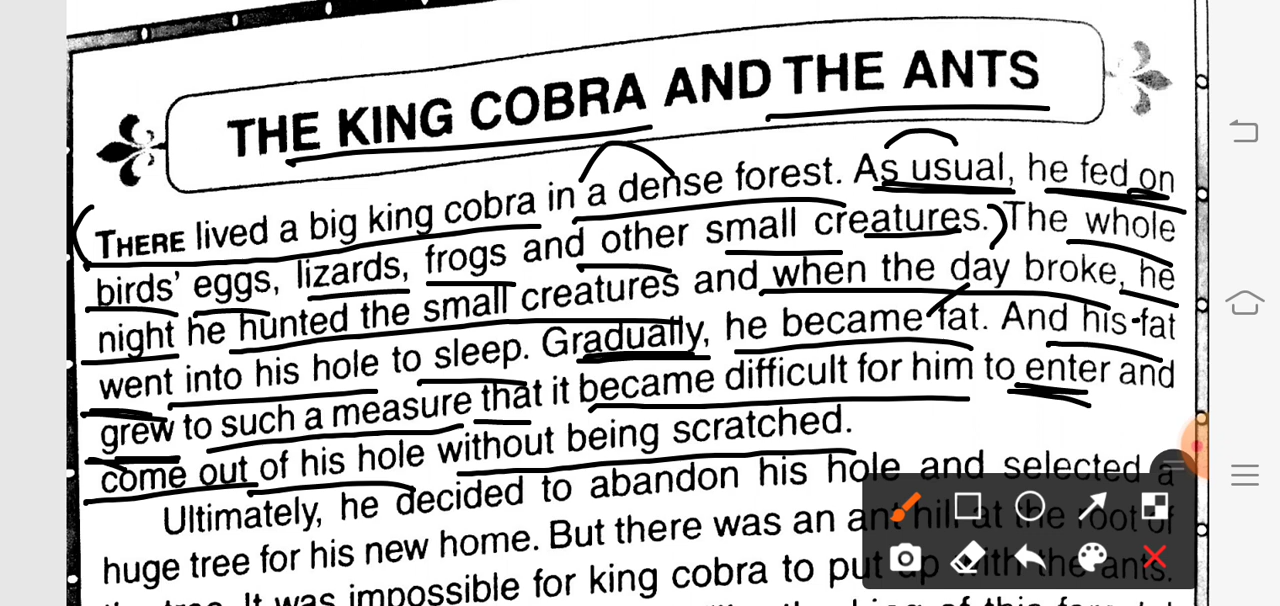 THE KING COBRA AND THE ANTS
THERE lived a big king cobra in a dense forest. As usual, he fed on
birds' eggs, lizards, frogs and other small creatures. The whole
night he hunted the small creatures and when the day broke, he
went into his hole to sleep. Gradually, he became fat. And his fat
grew to such a measure that it became difficult for him to enter and
come out of his hole without being scratched.
Ultimately, he decided to abandon his hole and selected a
huge tree for his new home. But there was an ant hill at the root of
the tree. It was impossible for king cobra to put up with the ants.